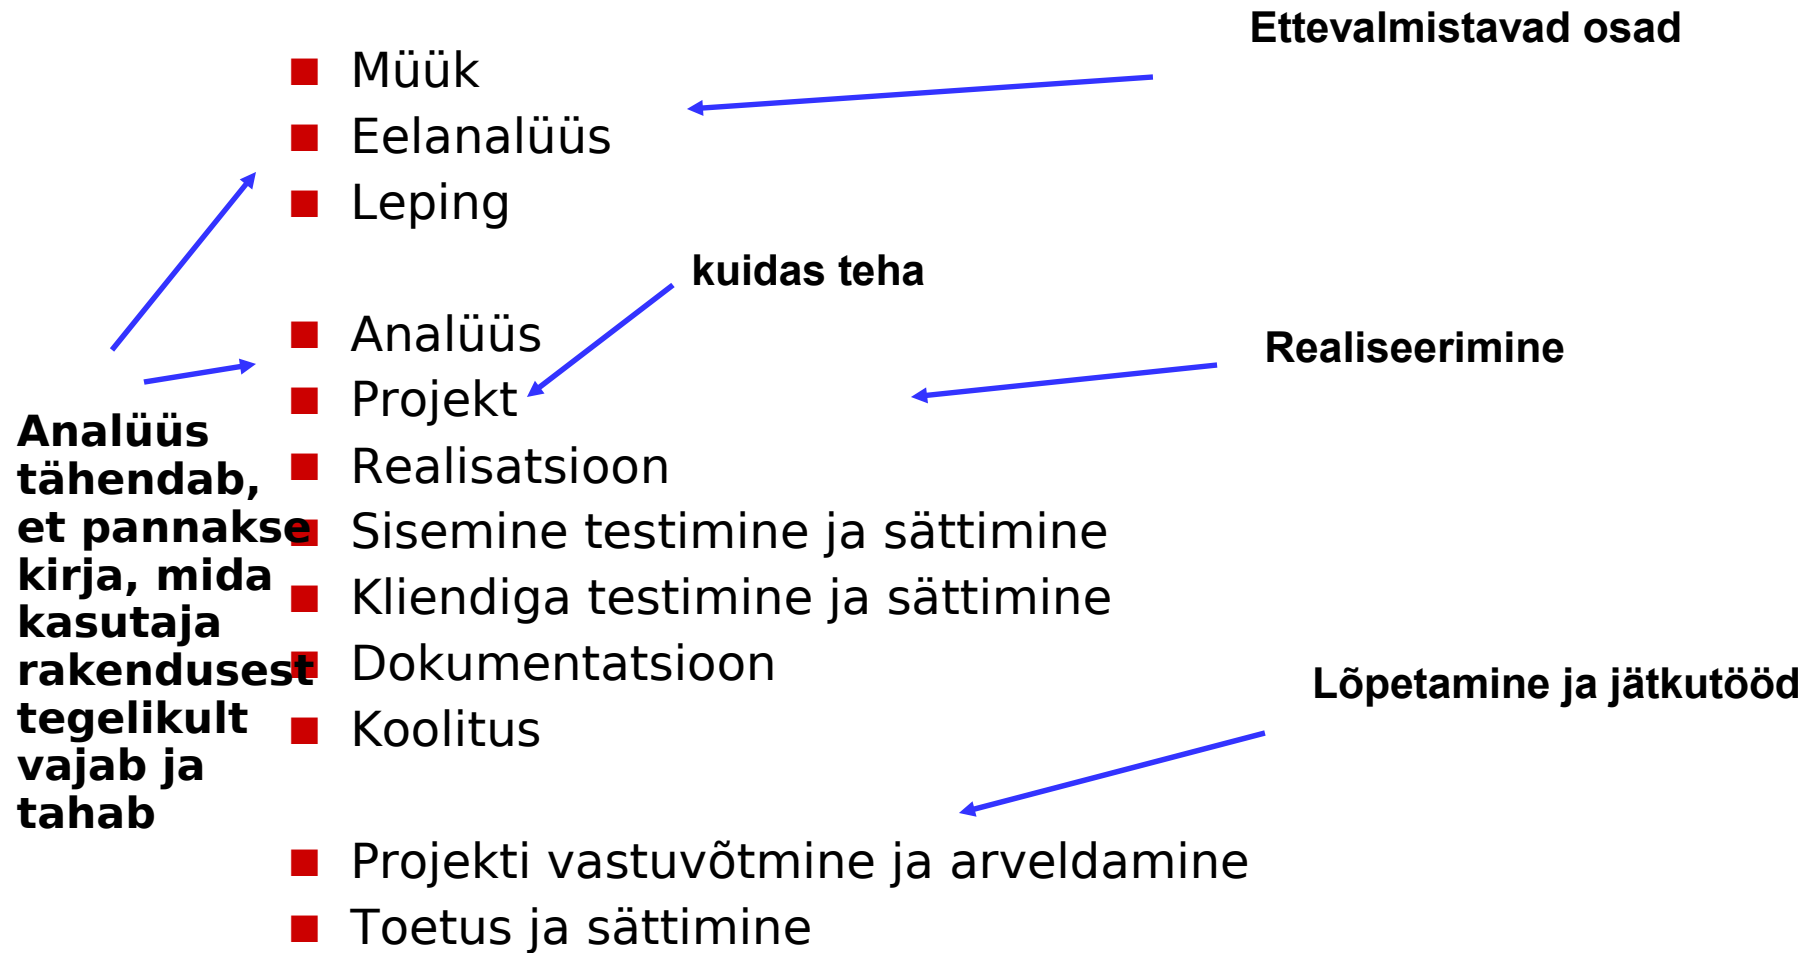 Ettevalmistavad osad
Müük
Eelanalüüs
Leping
kuidas teha
Analüüs
Projekt
Realisatsioon
Sisemine testimine ja sättimine
Kliendiga testimine ja sättimine
Dokumentatsioon
Koolitus
Realiseerimine
Analüüs
tähendab,
et pannakse
kirja, mida
kasutaja
rakendusest
tegelikult
vajab ja
tahab
Lõpetamine ja jätkutööd
Projekti vastuvõtmine ja arveldamine
Toetus ja sättimine